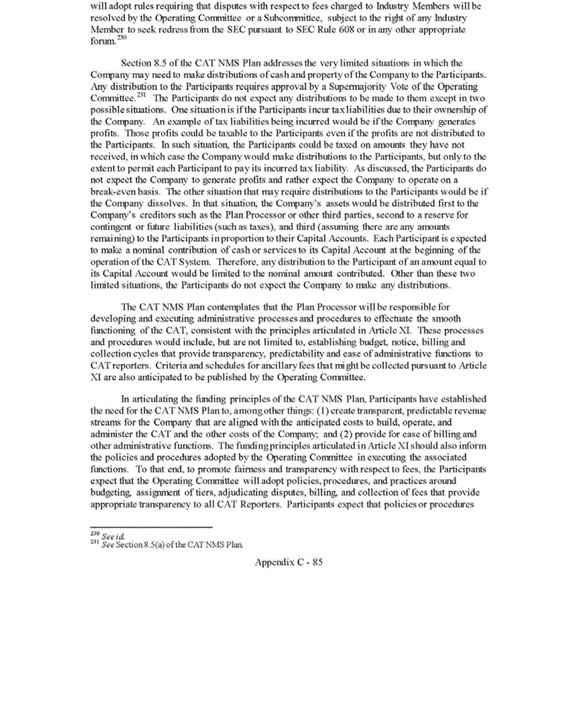 will adopt rules requiring that disputes with respect to fees charged to Industry Members will be
resolved by the Operating Committee or a Subcommittee, subject to the right of any Industry
Member to seek redress from the SEC pursuant to SEC Rule 608 or in any other appropriate
forum.230
Section 8.5 of the CAT NMS Plan addresses the very limited situations in which the
Company may need to make distributions of cash and property of the Company to the Participants.
Any distribution to the Participants requires approval by a Supermajority Vote of the Operating
Committee.231 The Participants do not expect any distributions to be made to them except in two
possible situations. One situation is if the Participants incur tax liabilities due to their ownership of
the Company. An example of tax liabilities being incurred would be if the Company generates
profits. Those profits could be taxable to the Participants even if the profits are not distributed to
the Participants. In such situation, the Participants could be taxed on amounts they have not
received, in which case the Company would make distributions to the Participants, but only to the
extent to permit each Participant to pay its incurred tax liability. As discussed, the Participants do
not expect the Company to generate profits and rather expect the Company to operate on a
break-even basis. The other situation that may require distributions to the Participants would be if
the Company dissolves. In that situation, the Company's assets would be distributed first to the
Company's creditors such as the Plan Processor or other third parties, second to a reserve for
contingent or future liabilities (such as taxes), and third (assuming there are any amounts
remaining) to the Participants in proportion to their Capital Accounts. Each Participant is expected
to make a nominal contribution of cash or services to its Capital Account at the beginning of the
operation of the CAT System. Therefore, any distribution to the Participant of an amount equal to
its Capital Account would be limited to the nominal amount contributed. Other than these two
limited situations, the Participants do not expect the Company to make any distributions.
The CAT NMS Plan contemplates that the Plan Processor will be responsible for
developing and executing administrative processes and procedures to effectuate the smooth
functioning of the CAT, consistent with the principles articulated in Article XI. These processes
and procedures would include, but are not limited to, establishing budget, notice, billing and
collection cycles that provide transparency, predictability and ease of administrative functions to
CAT reporters. Criteria and schedules for ancillary fees that might be collected pursuant to Article
XI are also anticipated to be published by the Operating Committee.
In articulating the funding principles of the CAT NMS Plan, Participants have established
the need for the CAT NMS Plan to, among other things: (1) create transparent, predictable revenue
streams for the Company that are aligned with the anticipated costs to build, operate, and
administer the CAT and the other costs of the Company; and (2) provide for ease of billing and
other administrative functions. The funding principles articulated in Article XI should also inform
the policies and procedures adopted by the Operating Committee in executing the associated
functions. To that end, to promote fairness and transparency with respect to fees, the Participants
expect that the Operating Committee will adopt policies, procedures, and practices around
budgeting, assignment of tiers, adjudicating disputes, billing, and collection of fees that provide
appropriate transparency to all CAT Reporters. Participants expect that policies or procedures
230 See id.
231 See Section 8.5(a) of the CAT NMS Plan.
Appendix C - 85